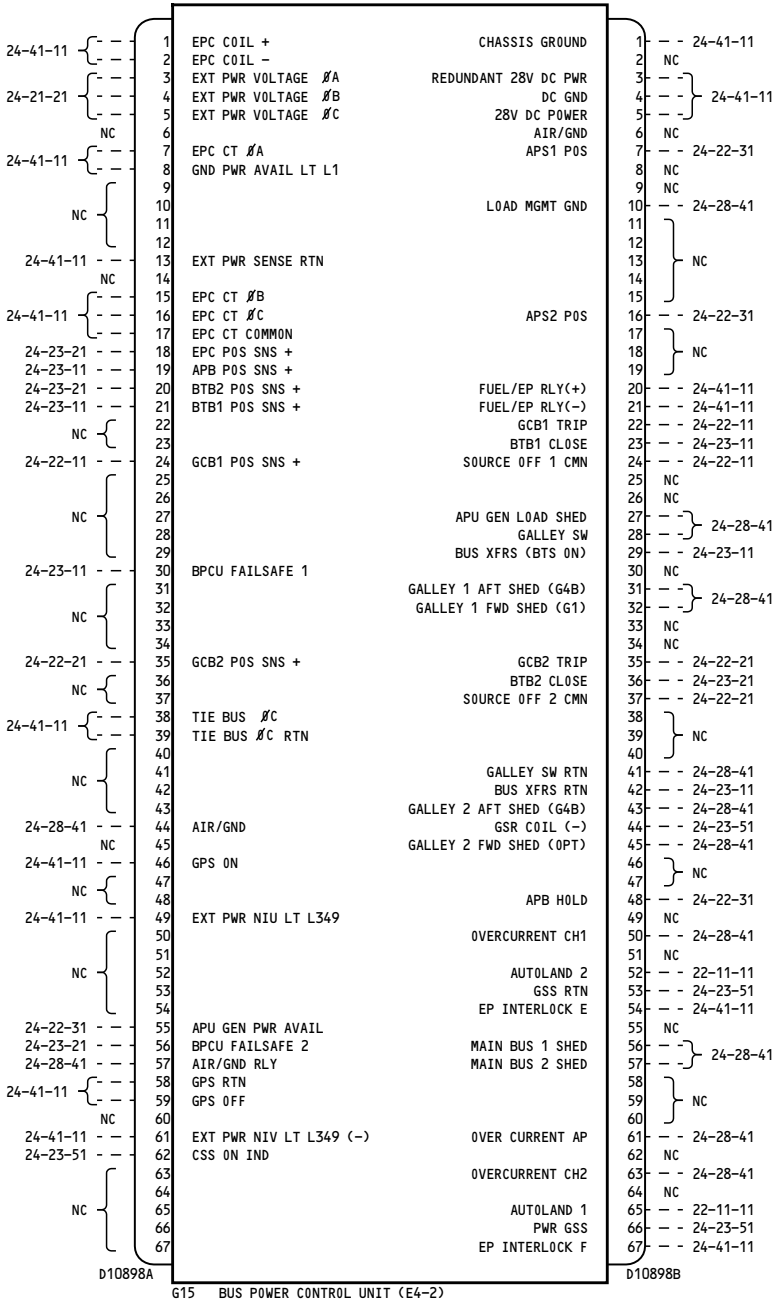 1 EPC COIL + CHASSIS GROUND 1 24-41-11
24-41-11 2 EPC COIL - 2 NC
3 EXT PWR VOLTAGE ØA REDUNDANT 28V DC PWR 3
24-21-21 4 EXT PWR VOLTAGE ØB DC GND 4 24-41-11
5 EXT PWR VOLTAGE ØC 28V DC POWER 5
NC 6 AIR/GND 6 NC
24-41-11 7 EPC CT ØA APS1 POS 7 24-22-31
8 GND PWR AVAIL LT L1 8 NC
9 9 NC
NC 10 LOAD MGMT GND 10 24-28-41
11 11
12 12
24-41-11 13 EXT PWR SENSE RTN 13 NC
NC 14 14
15 EPC CT ØB 15
24-41-11 16 EPC CT ØC APS2 POS 16 24-22-31
17 EPC CT COMMON 17
24-23-21 18 EPC POS SNS + 18 NC
24-23-11 19 APB POS SNS + 19
24-23-21 20 BTB2 POS SNS + FUEL/EP RLY(+) 20 24-41-11
24-23-11 21 BTB1 POS SNS + FUEL/EP RLY(-) 21 24-41-11
NC 22 GCB1 TRIP 22 24-22-11
23 BTB1 CLOSE 23 24-23-11
24-22-11 24 GCB1 POS SNS + SOURCE OFF 1 CMN 24 24-22-11
25 25 NC
26 26 NC
NC 27 APU GEN LOAD SHED 27 24-28-41
28 GALLEY SW 28
29 BUS XFRS (BTS ON) 29 24-23-11
24-23-11 30 BPCU FAILSAFE 1 30 NC
31 GALLEY 1 AFT SHED (G4B) 31 24-28-41
NC 32 GALLEY 1 FWD SHED (G1) 32
33 33 NC
34 34 NC
24-22-21 35 GCB2 POS SNS + GCB2 TRIP 35 24-22-21
NC 36 BTB2 CLOSE 36 24-23-21
37 SOURCE OFF 2 CMN 37 24-22-21
24-41-11 38 TIE BUS ØC 38
39 TIE BUS ØC RTN 39 NC
40 40
NC 41 GALLEY SW RTN 41 24-28-41
42 BUS XFRS RTN 42 24-23-11
43 GALLEY 2 AFT SHED (G4B) 43 24-28-41
24-28-41 44 AIR/GND GSR COIL (-) 44 24-23-51
NC 45 GALLEY 2 FWD SHED (OPT) 45 24-28-41
24-41-11 46 GPS ON 46 NC
NC 47 47
48 APB HOLD 48 24-22-31
24-41-11 49 EXT PWR NIU LT L349 49 NC
50 OVERCURRENT CH1 50 24-28-41
51 51 NC
NC 52 AUTOLAND 2 52 22-11-11
53 GSS RTN 53 24-23-51
54 EP INTERLOCK E 54 24-41-11
24-22-31 55 APU GEN PWR AVAIL 55 NC
24-23-21 56 BPCU FAILSAFE 2 MAIN BUS 1 SHED 56 24-28-41
24-28-41 57 AIR/GND RLY MAIN BUS 2 SHED 57
24-41-11 58 GPS RTN 58
59 GPS OFF 59 NC
NC 60 60
24-41-11 61 EXT PWR NIV LT L349 (-) OVER CURRENT AP 61 24-28-41
24-23-51 62 CSS ON IND 62 NC
63 OVERCURRENT CH2 63 24-28-41
64 64 NC
NC 65 AUTOLAND 1 65 22-11-11
66 PWR GSS 66 24-23-51
67 EP INTERLOCK F 67 24-41-11
D10898A D10898B
G15 BUS POWER CONTROL UNIT (E4-2)